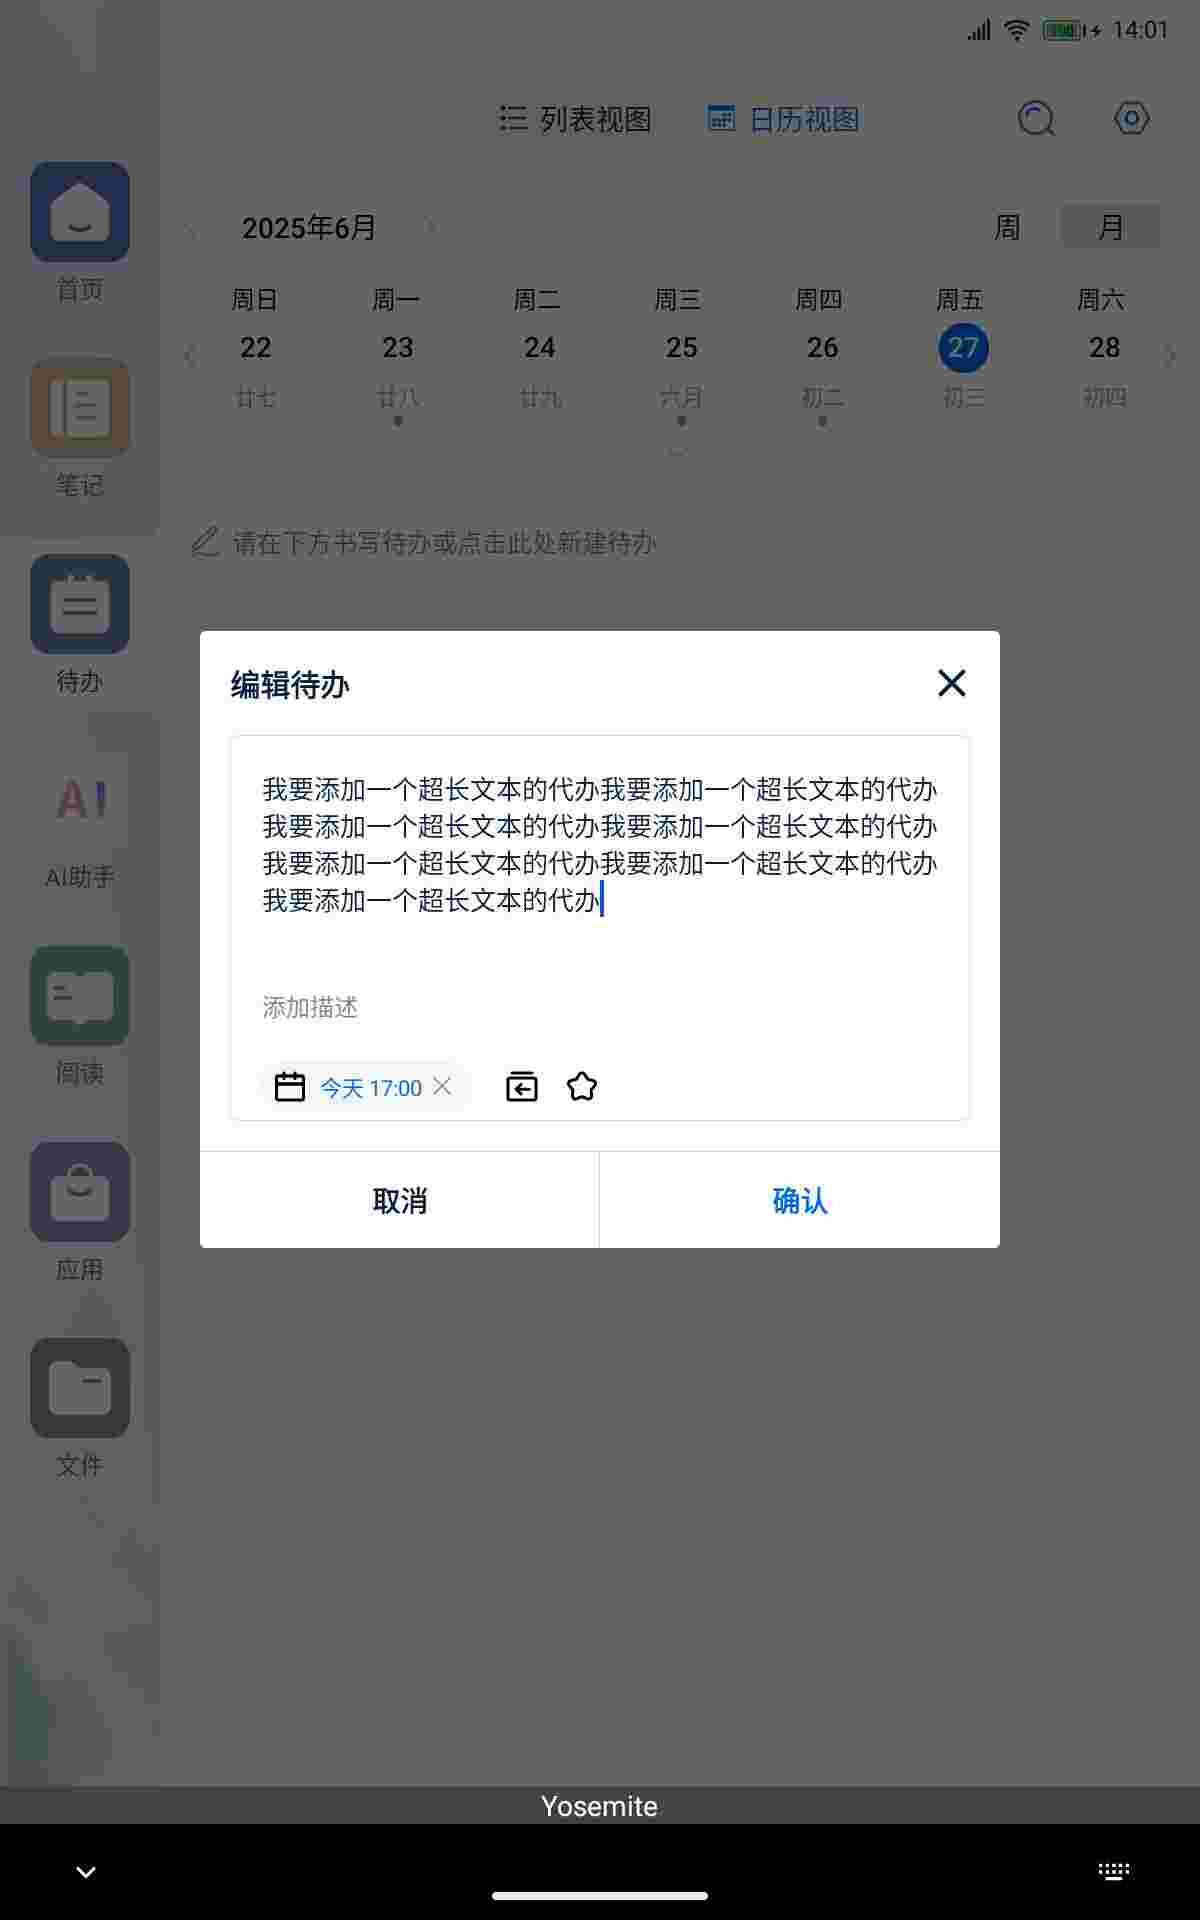 14:01
列表视图 日历视图
首页
2025年6月 周 月
周日 周一 周二 周三 周四 周五 周六
22 23 24 25 26 27 28
廿七 廿八 廿九 六月 初二 初三 初四
笔记
请在下方书写待办或点击此处新建待办
待办
编辑待办
我要添加一个超长文本的代办我要添加一个超长文本的代办
我要添加一个超长文本的代办我要添加一个超长文本的代办
我要添加一个超长文本的代办我要添加一个超长文本的代办
我要添加一个超长文本的代办
AI
AI助手
添加描述
阅读
今天 17:00
取消 确认
应用
文件
Yosemite